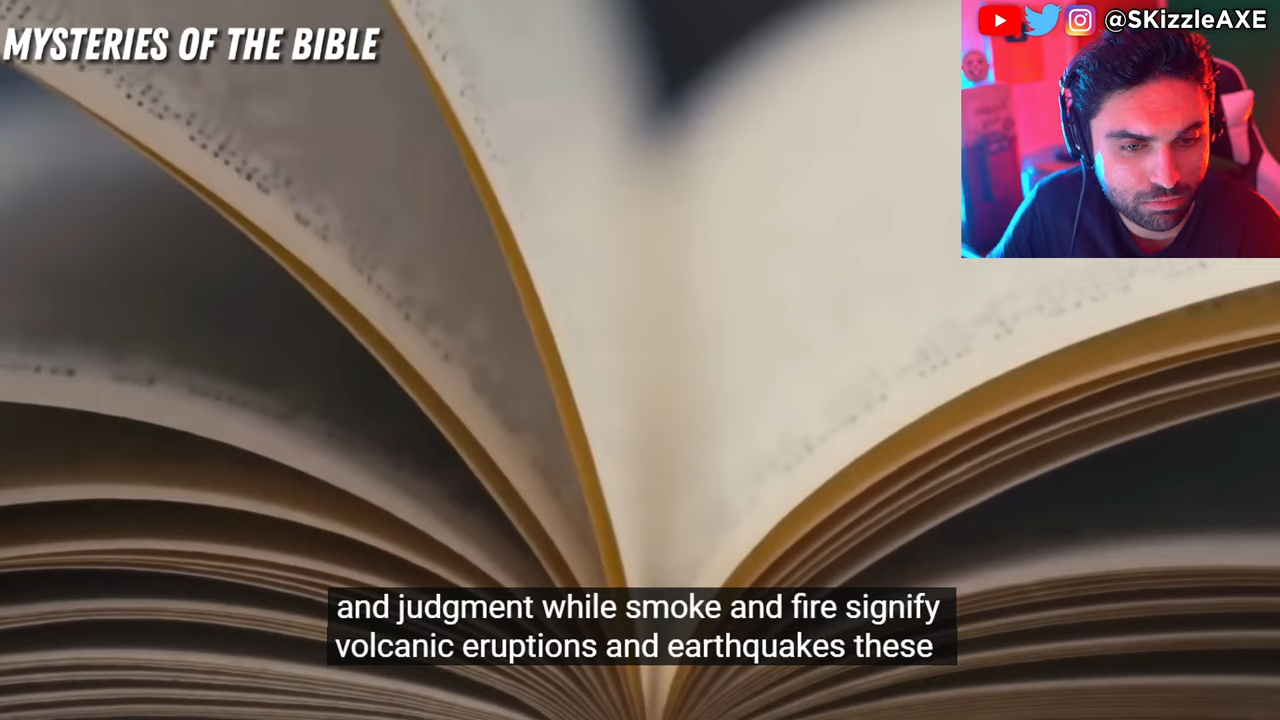 MYSTERIES OF THE BIBLE
@SKizzleAXE
and judgment while smoke and fire signify
volcanic eruptions and earthquakes these